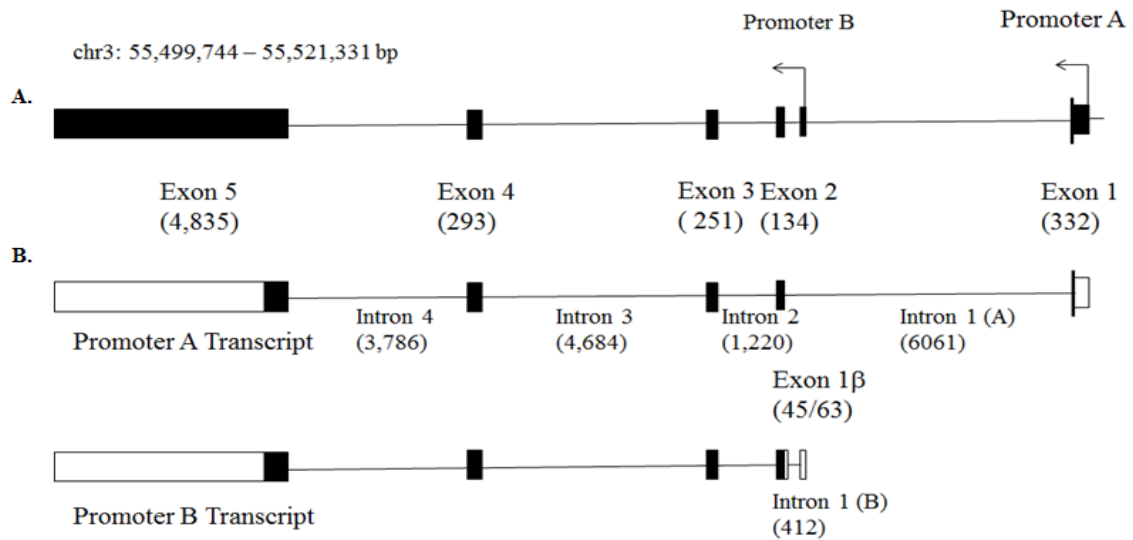 Promoter B
Promoter A
chr3: 55,499,744 – 55,521,331 bp
A.
Exon 5
(4,835)
Exon 4
(293)
Exon 3
( 251)
Exon 2
(134)
Exon 1
(332)
B.
Promoter A Transcript
Intron 4
(3,786)
Intron 3
(4,684)
Intron 2
(1,220)
Intron 1 (A)
(6061)
Exon 1β
(45/63)
Promoter B Transcript
Intron 1 (B)
(412)